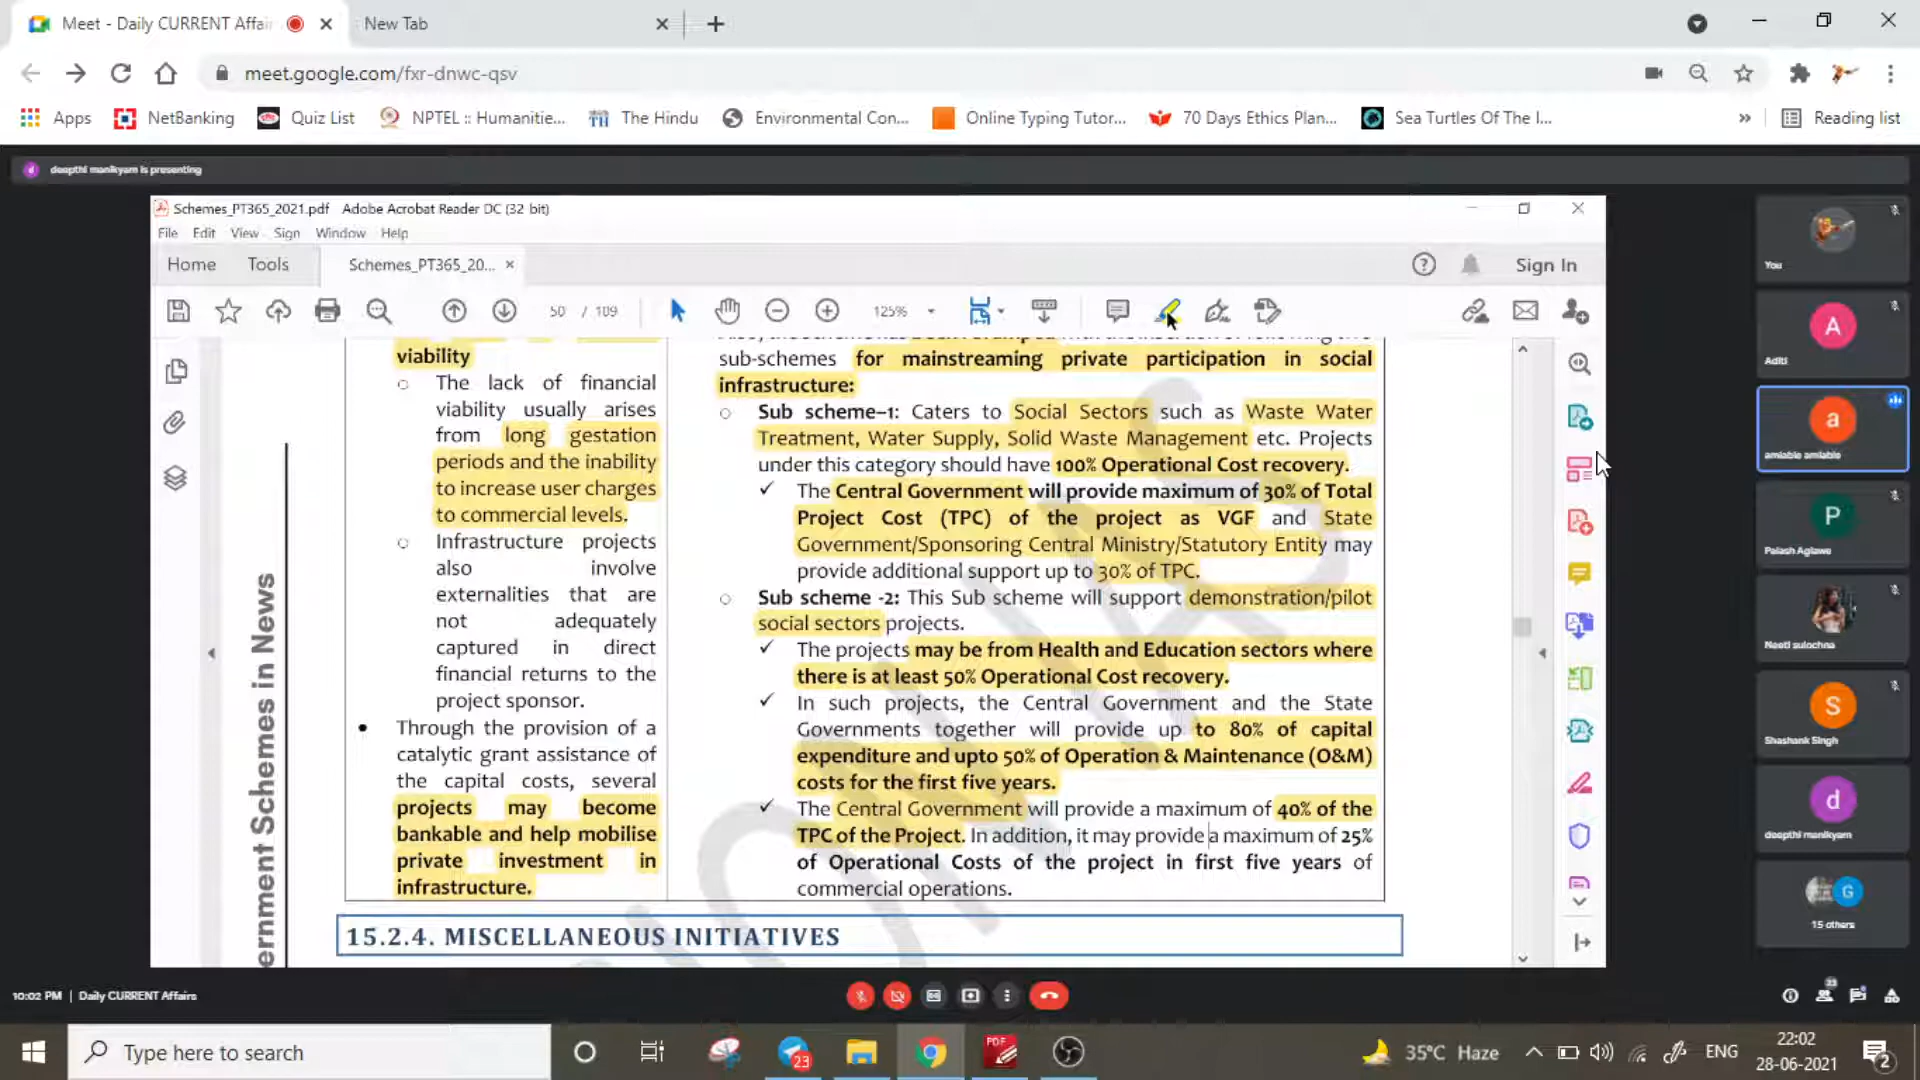 Meet - Daily CURRENT Affair
New Tab
meet.google.com/fxr-dnwc-qsv
Apps
NetBanking
Quiz List
NPTEL :: Humanitie...
The Hindu
Environmental Con...
Online Typing Tutor...
70 Days Ethics Plan...
Sea Turtles Of The I...
»
Reading list
d
deepthi manikyam is presenting
Schemes_PT365_2021.pdf Adobe Acrobat Reader DC (32 bit)
File Edit View Sign Window Help
Home
Tools
Schemes_PT365_20...
Sign In
50 / 109
125%
viability
The lack of financial
viability usually arises
from long gestation
periods and the inability
to increase user charges
to commercial levels.
Infrastructure projects
also involve
externalities that are
not adequately
captured in direct
financial returns to the
project sponsor.
Through the provision of a
catalytic grant assistance of
the capital costs, several
projects may become
bankable and help mobilise
private investment in
infrastructure.
sub-schemes for mainstreaming private participation in social
infrastructure:
Sub scheme–1: Caters to Social Sectors such as Waste Water
Treatment, Water Supply, Solid Waste Management etc. Projects
under this category should have 100% Operational Cost recovery.
The Central Government will provide maximum of 30% of Total
Project Cost (TPC) of the project as VGF and State
Government/Sponsoring Central Ministry/Statutory Entity may
provide additional support up to 30% of TPC.
Sub scheme -2: This Sub scheme will support demonstration/pilot
social sectors projects.
The projects may be from Health and Education sectors where
there is at least 50% Operational Cost recovery.
In such projects, the Central Government and the State
Governments together will provide up to 80% of capital
expenditure and upto 50% of Operation & Maintenance (O&M)
costs for the first five years.
The Central Government will provide a maximum of 40% of the
TPC of the Project. In addition, it may provide a maximum of 25%
of Operational Costs of the project in first five years of
commercial operations.
15.2.4. MISCELLANEOUS INITIATIVES
ernment Schemes in News
You
A
Aditi
a
amiable amiable
P
Palash Aglawe
Neeti sulochna
S
Shashank Singh
d
deepthi manikyam
G
15 others
10:02 PM | Daily CURRENT Affairs
Type here to search
23
PDF
35°C Haze
ENG
22:02
28-06-2021
2